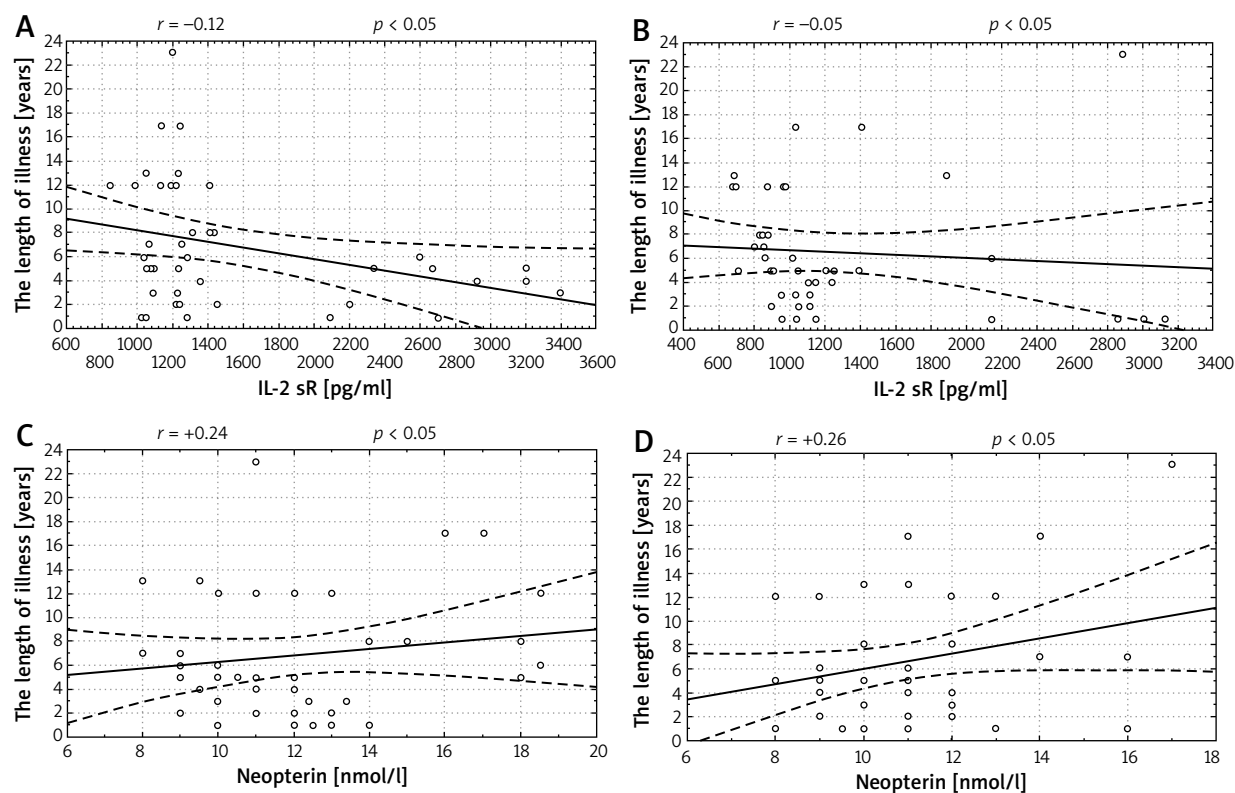 A r = –0.12 p < 0.05
The length of illness [years]
24
22
20
18
16
14
12
10
8
6
4
2
0
600 1000 1400 1800 2200 2600 3000 3400
800 1200 1600 2000 2400 2800 3200 3600
IL-2 sR [pg/ml]
B r = –0.05 p < 0.05
The length of illness [years]
24
22
20
18
16
14
12
10
8
6
4
2
0
400 800 1200 1600 2000 2400 2800 3200
600 1000 1400 1800 2200 2600 3000 3400
IL-2 sR [pg/ml]
C r = +0.24 p < 0.05
The length of illness [years]
24
22
20
18
16
14
12
10
8
6
4
2
0
6 8 10 12 14 16 18 20
Neopterin [nmol/l]
D r = +0.26 p < 0.05
The length of illness [years]
24
22
20
18
16
14
12
10
8
6
4
2
0
6 8 10 12 14 16 18
Neopterin [nmol/l]